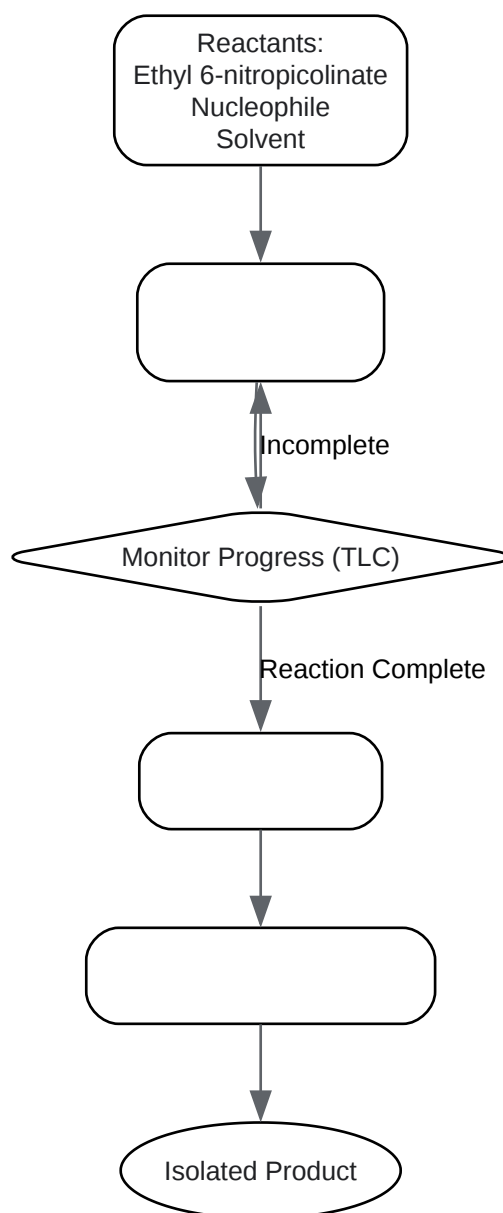 Reactants:
Ethyl 6-nitropicolinate
Nucleophile
Solvent
Incomplete
Monitor Progress (TLC)
Reaction Complete
Isolated Product